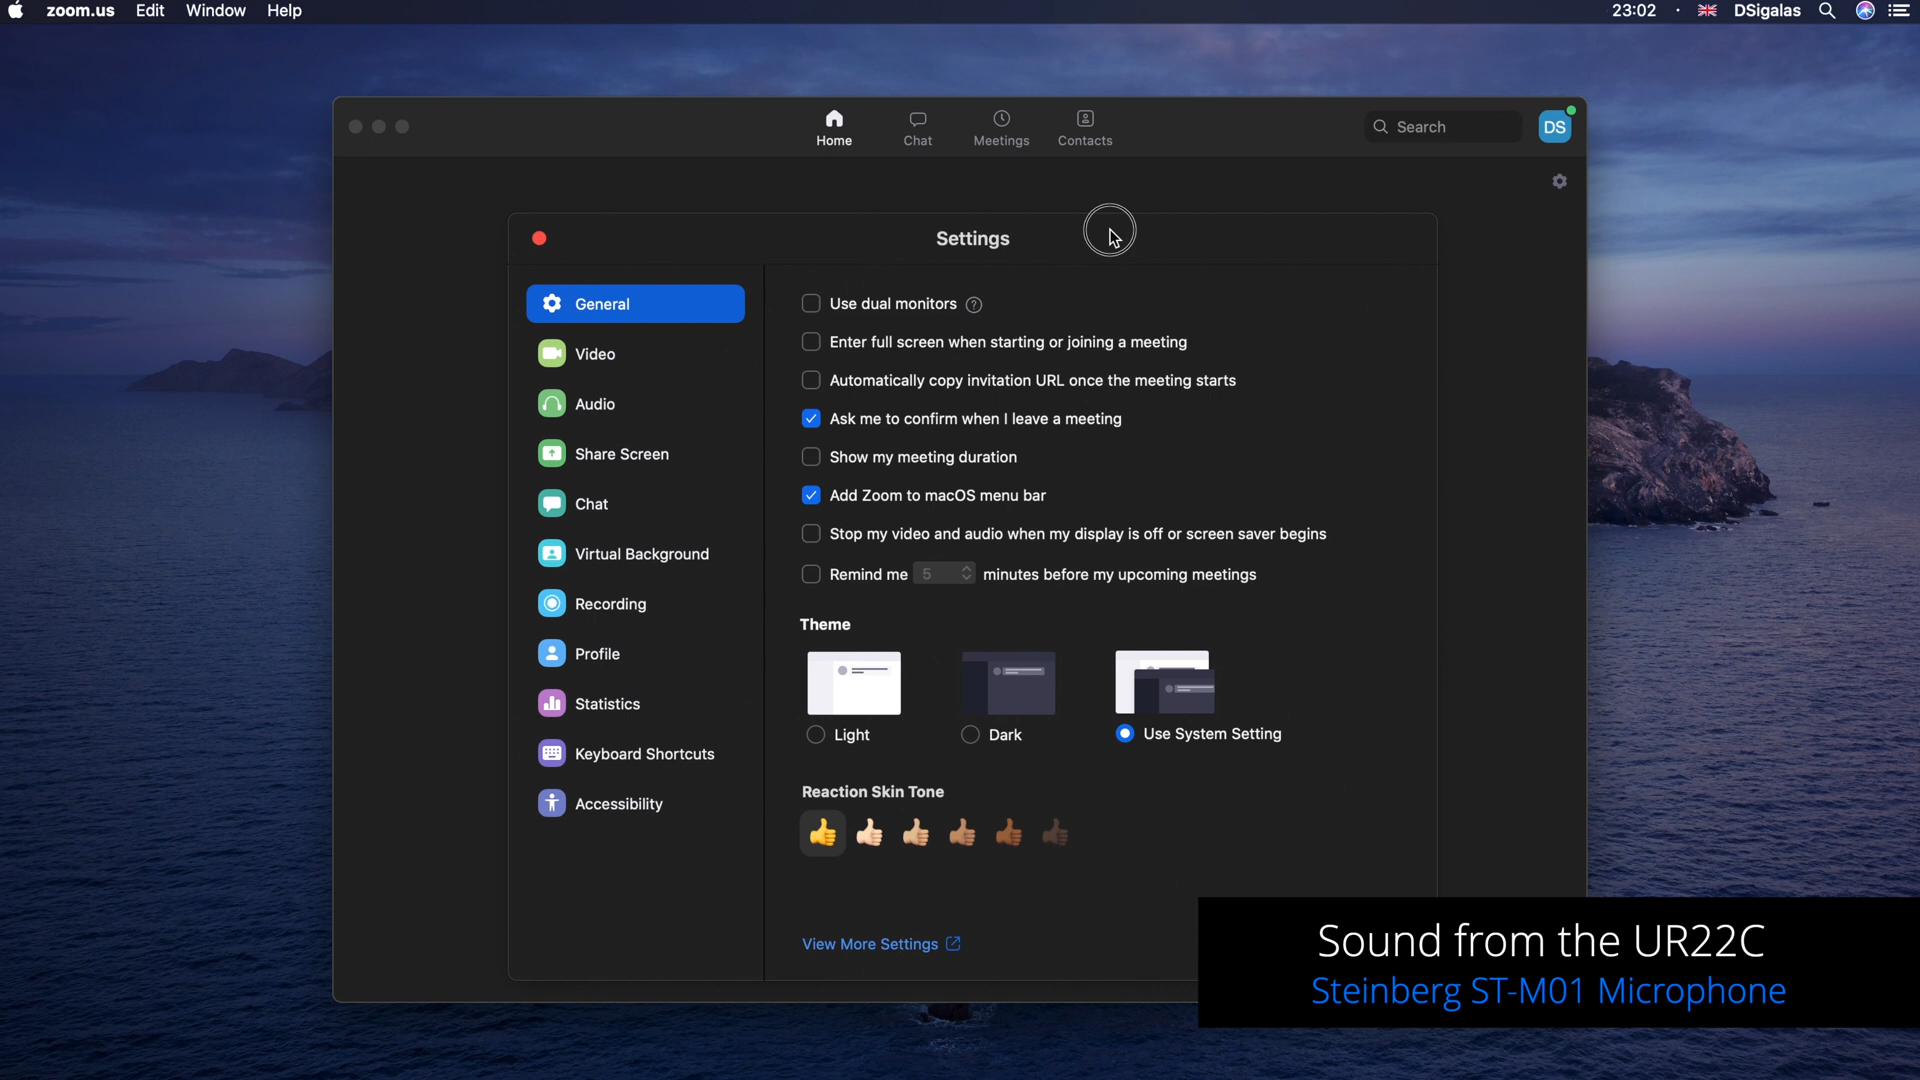 zoom.us Edit Window Help
23:02 DSigalas
Home Chat Meetings Contacts
Search
DS
Settings
General
Video
Audio
Share Screen
Chat
Virtual Background
Recording
Profile
Statistics
Keyboard Shortcuts
Accessibility
Use dual monitors ?
Enter full screen when starting or joining a meeting
Automatically copy invitation URL once the meeting starts
Ask me to confirm when I leave a meeting
Show my meeting duration
Add Zoom to macOS menu bar
Stop my video and audio when my display is off or screen saver begins
Remind me 5 minutes before my upcoming meetings
Theme
Light Dark Use System Setting
Reaction Skin Tone
View More Settings
Sound from the UR22C
Steinberg ST-M01 Microphone